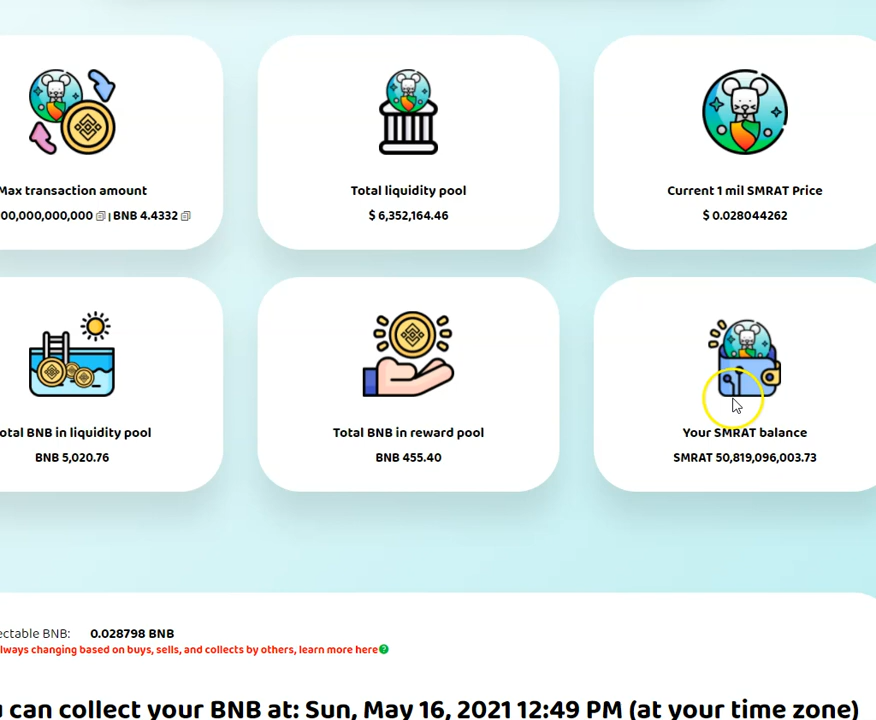 Max transaction amount
00,000,000,000 | BNB 4.4332
Total liquidity pool
$ 6,352,164.46
Current 1 mil SMRAT Price
$ 0.028044262
otal BNB in liquidity pool
BNB 5,020.76
Total BNB in reward pool
BNB 455.40
Your SMRAT balance
SMRAT 50,819,096,003.73
ectable BNB: 0.028798 BNB
lways changing based on buys, sells, and collects by others, learn more here ?
u can collect your BNB at: Sun, May 16, 2021 12:49 PM (at your time zone)